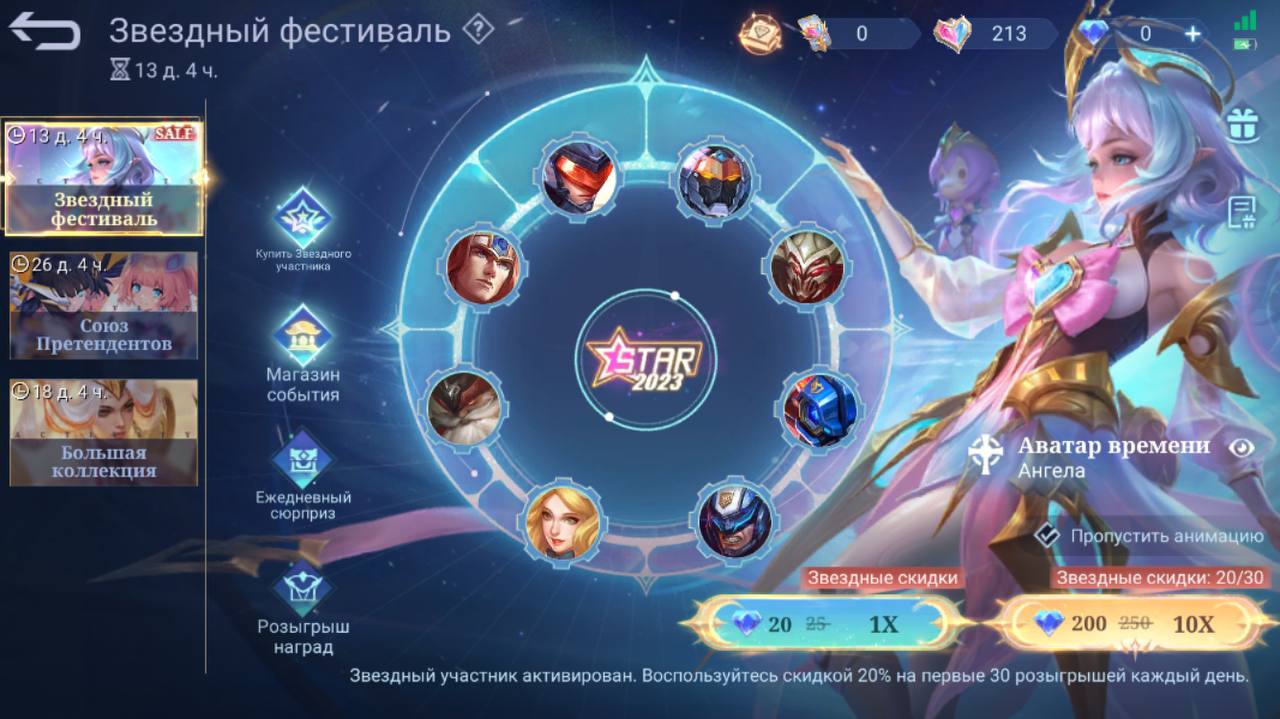 Звездный фестиваль ?
13 д. 4 ч.
0
213
0 +
13 д. 4 ч.
SALE
Звездный
фестиваль
26 д. 4 ч.
Союз
Претендентов
18 д. 4 ч.
Большая
коллекция
Купить Звездного
участника
Магазин
события
Ежедневный
сюрприз
Розыгрыш
наград
STAR
2023
Аватар времени
Ангела
Пропустить анимацию
Звездные скидки
Звездные скидки: 20/30
20 25 1X
200 250 10X
Звездный участник активирован. Воспользуйтесь скидкой 20% на первые 30 розыгрышей каждый день.